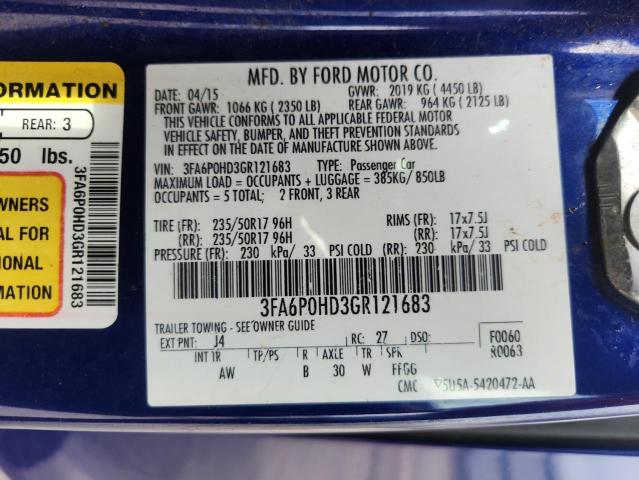 MFD. BY FORD MOTOR CO.
DATE: 04/15 GVWR: 2019 KG (4450 LB)
FRONT GAWR: 1066 KG (2350 LB) REAR GAWR: 964 KG (2125 LB)
THIS VEHICLE CONFORMS TO ALL APPLICABLE FEDERAL MOTOR
VEHICLE SAFETY, BUMPER, AND THEFT PREVENTION STANDARDS
IN EFFECT ON THE DATE OF MANUFACTURE SHOWN ABOVE.
VIN: 3FA6P0HD3GR121683 TYPE: Passenger Car
MAXIMUM LOAD = OCCUPANTS + LUGGAGE = 385KG/ 850LB
OCCUPANTS = 5 TOTAL; 2 FRONT, 3 REAR
TIRE (FR): 235/50R17 96H RIMS (FR): 17x7.5J
(RR): 235/50R17 96H (RR): 17x7.5J
PRESSURE (FR): 230 kPa/ 33 PSI COLD (RR): 230 kPa/ 33 PSI COLD
3FA6P0HD3GR121683
TRAILER TOWING - SEE OWNER GUIDE
EXT PNT: J4 RC: 27 DSO: F0060
R0063
INT TR TP/PS R AXLE TR SPR
AW B 30 W FFGG
CMC 5U5A-5420472-AA
ORMATION
REAR: 3
50 lbs.
WNERS
AL FOR
IONAL
MATION
3FA6P0HD3GR121683